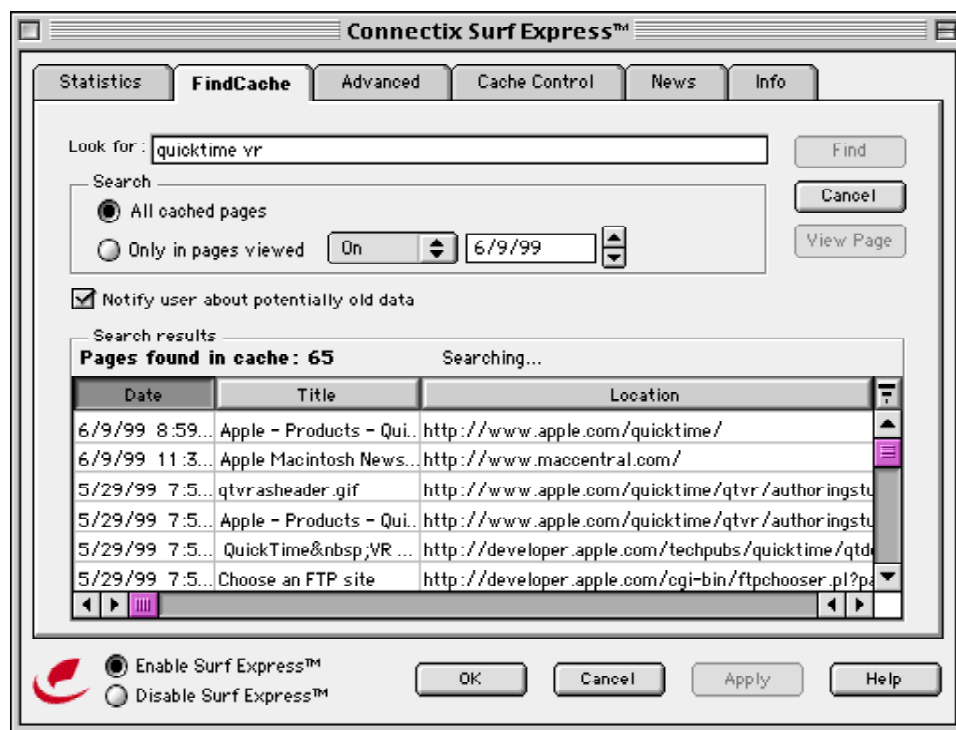 Connectix Surf Express™
Statistics FindCache Advanced Cache Control News Info
Look for : quicktime vr Find
Search
All cached pages Cancel
Only in pages viewed On 6/9/99 View Page
Notify user about potentially old data
Search results
Pages found in cache: 65 Searching...
Date Title Location
6/9/99 8:59... Apple - Products - Qui.. http://www.apple.com/quicktime/
6/9/99 11:3... Apple Macintosh News... http://www.maccentral.com/
5/29/99 7:5... qtvrasheader.gif http://www.apple.com/quicktime/qtvr/authoringstu
5/29/99 7:5... Apple - Products - Qui.. http://www.apple.com/quicktime/qtvr/authoringstu
5/29/99 7:5... QuickTime&nbsp;VR ... http://developer.apple.com/techpubs/quicktime/qtde
5/29/99 7:5... Choose an FTP site http://developer.apple.com/cgi-bin/ftpchooser.pl?pa
Enable Surf Express™
Disable Surf Express™
OK Cancel Apply Help